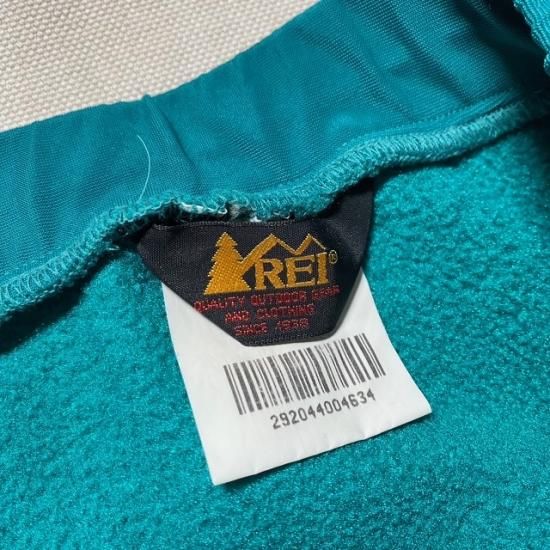 REI®
QUALITY OUTDOOR GEAR
AND CLOTHING
SINCE 1938
292044004634